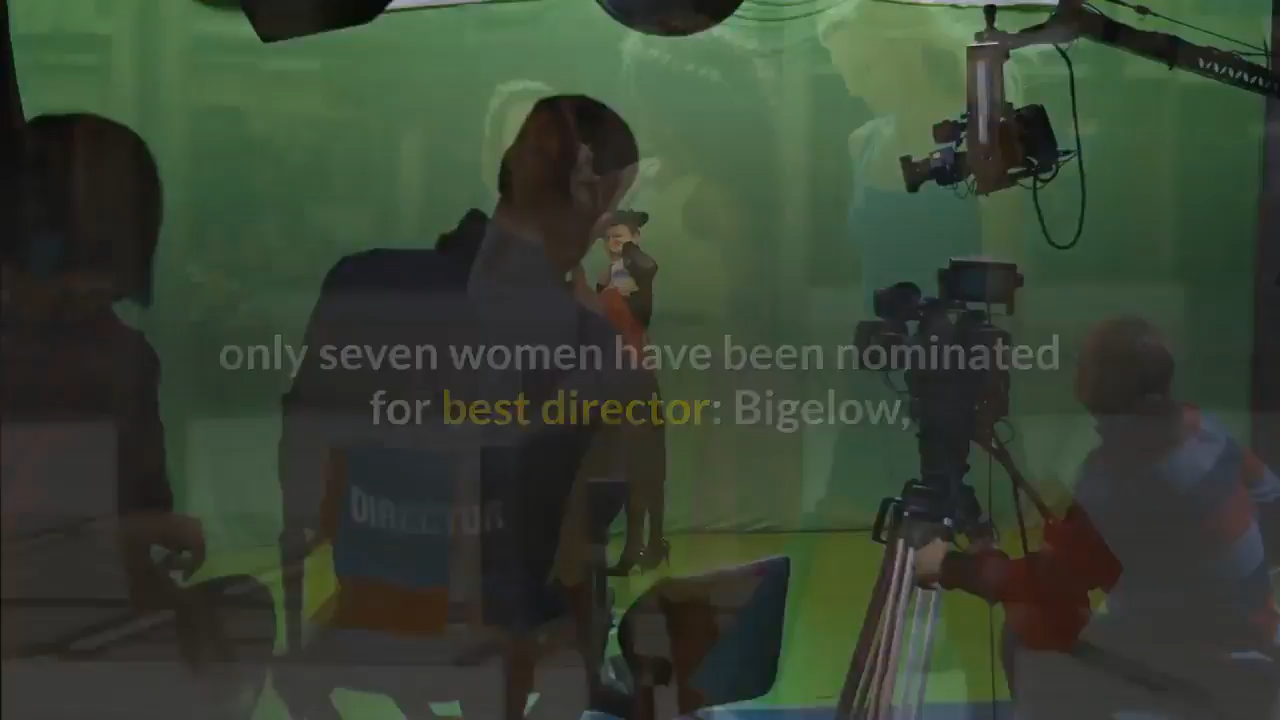 only seven women have been nominated
for best director: Bigelow,
DIRECTOR